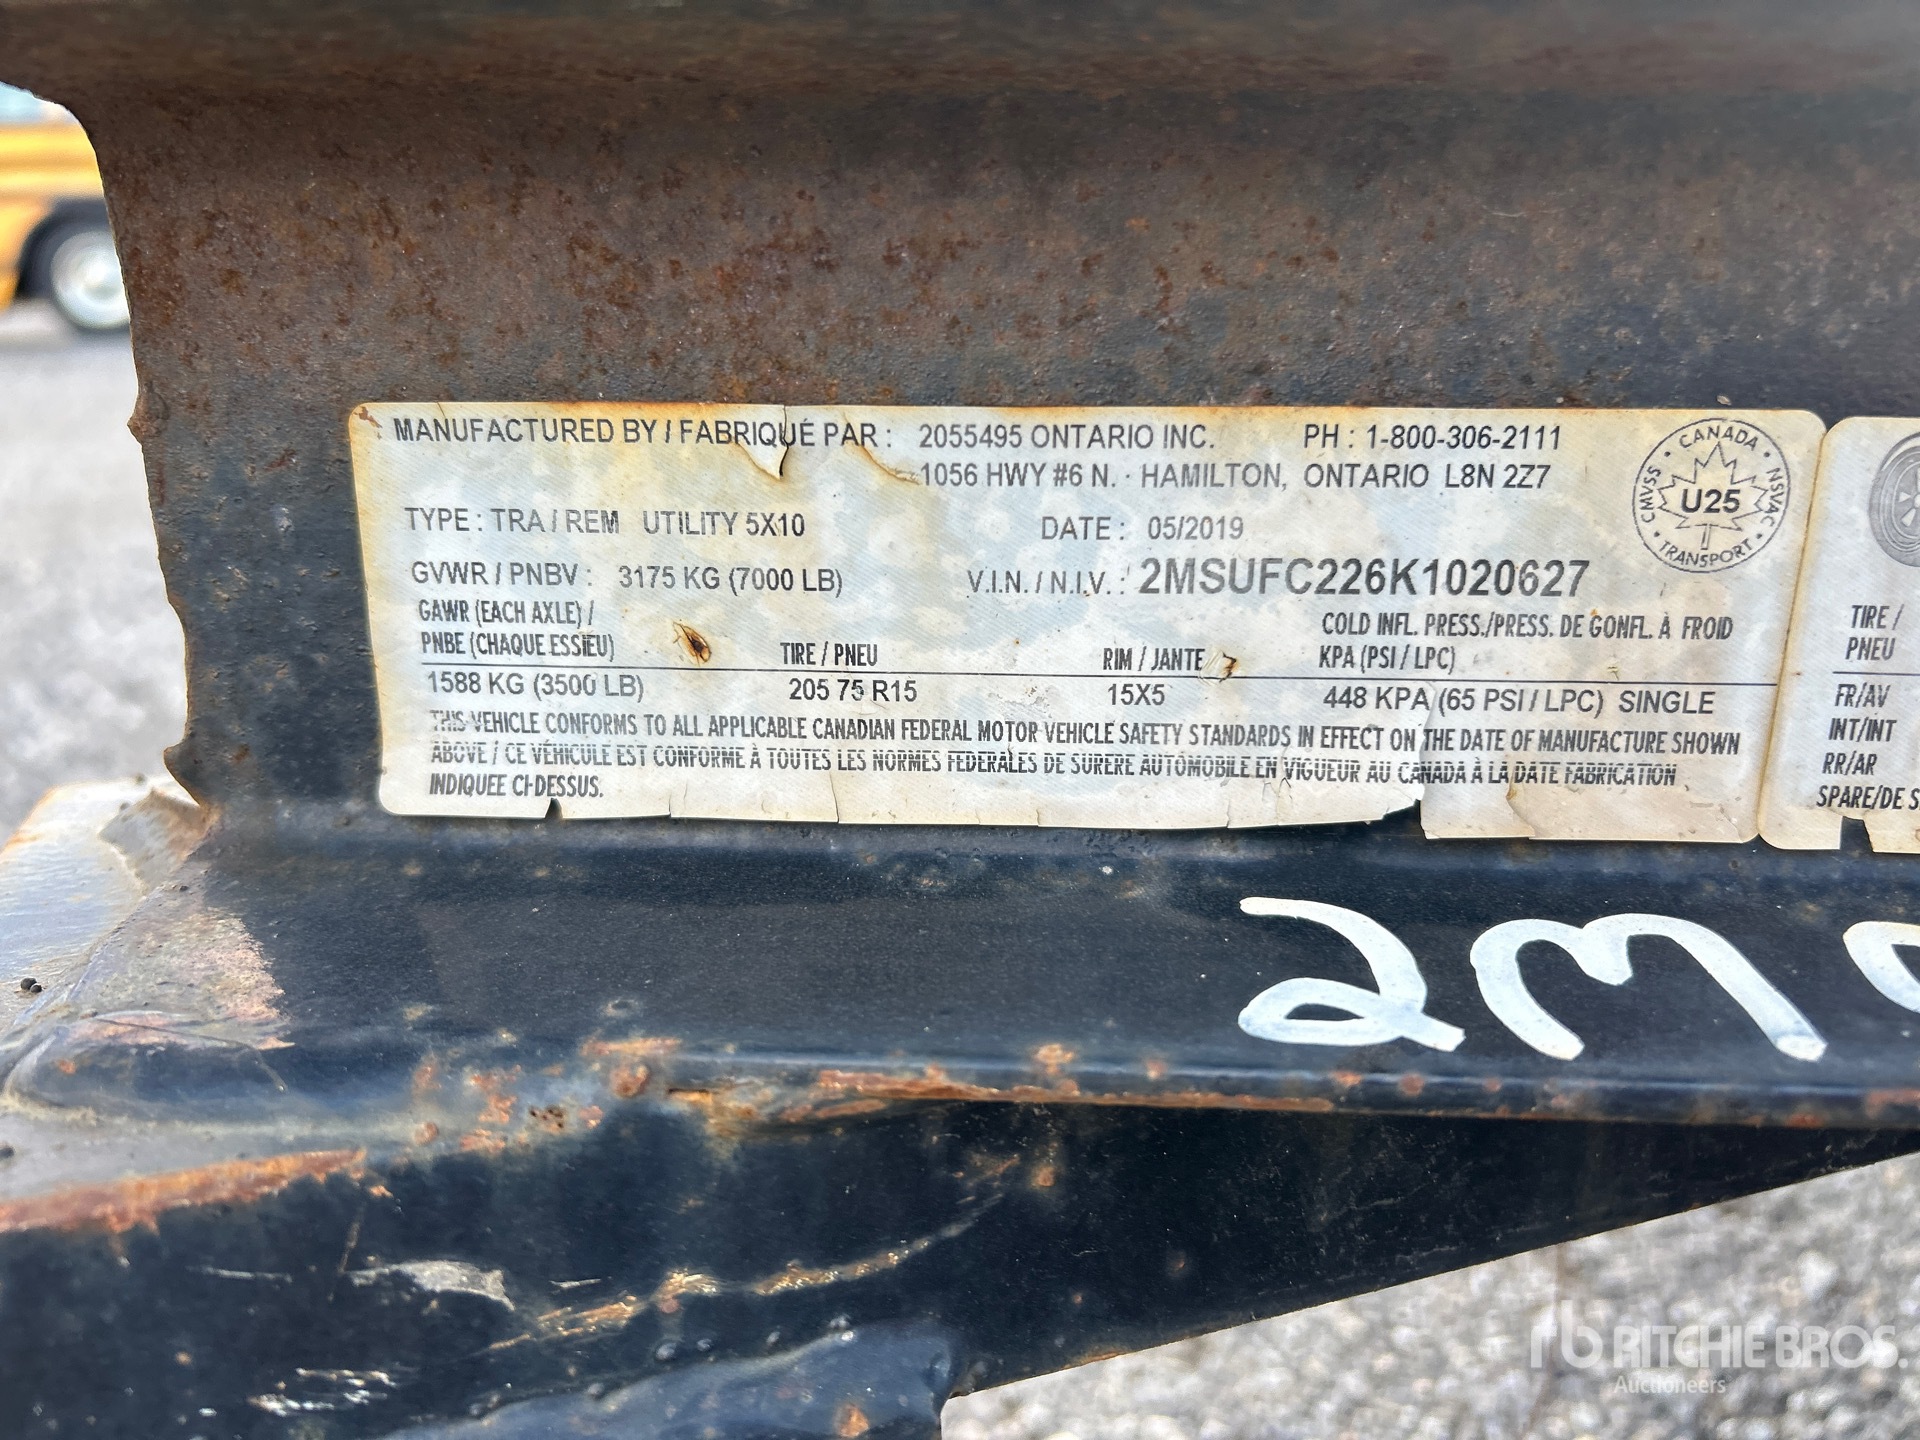 MANUFACTURED BY / FABRIQUÉ PAR : 2055495 ONTARIO INC. PH : 1-800-306-2111
1056 HWY #6 N. · HAMILTON, ONTARIO L8N 2Z7
CANADA · NSVAC · TRANSPORT · CMVSS ·
U25
TYPE : TRA / REM UTILITY 5X10 DATE : 05/2019
GVWR / PNBV : 3175 KG (7000 LB) V.I.N. / N.I.V. : 2MSUFC226K1020627
GAWR (EACH AXLE) /
PNBE (CHAQUE ESSIEU) TIRE / PNEU RIM / JANTE COLD INFL. PRESS./PRESS. DE GONFL. À FROID
KPA (PSI / LPC)
1588 KG (3500 LB) 205 75 R15 15X5 448 KPA (65 PSI / LPC) SINGLE
THIS VEHICLE CONFORMS TO ALL APPLICABLE CANADIAN FEDERAL MOTOR VEHICLE SAFETY STANDARDS IN EFFECT ON THE DATE OF MANUFACTURE SHOWN
ABOVE / CE VÉHICULE EST CONFORME À TOUTES LES NORMES FEDERALES DE SURERE AUTOMOBILE EN VIGUEUR AU CANADA À LA DATE FABRICATION
INDIQUEE CI-DESSUS.
TIRE /
PNEU
FR/AV
INT/INT
RR/AR
SPARE/DE S
2M
rb RITCHIE BROS.
Auctioneers